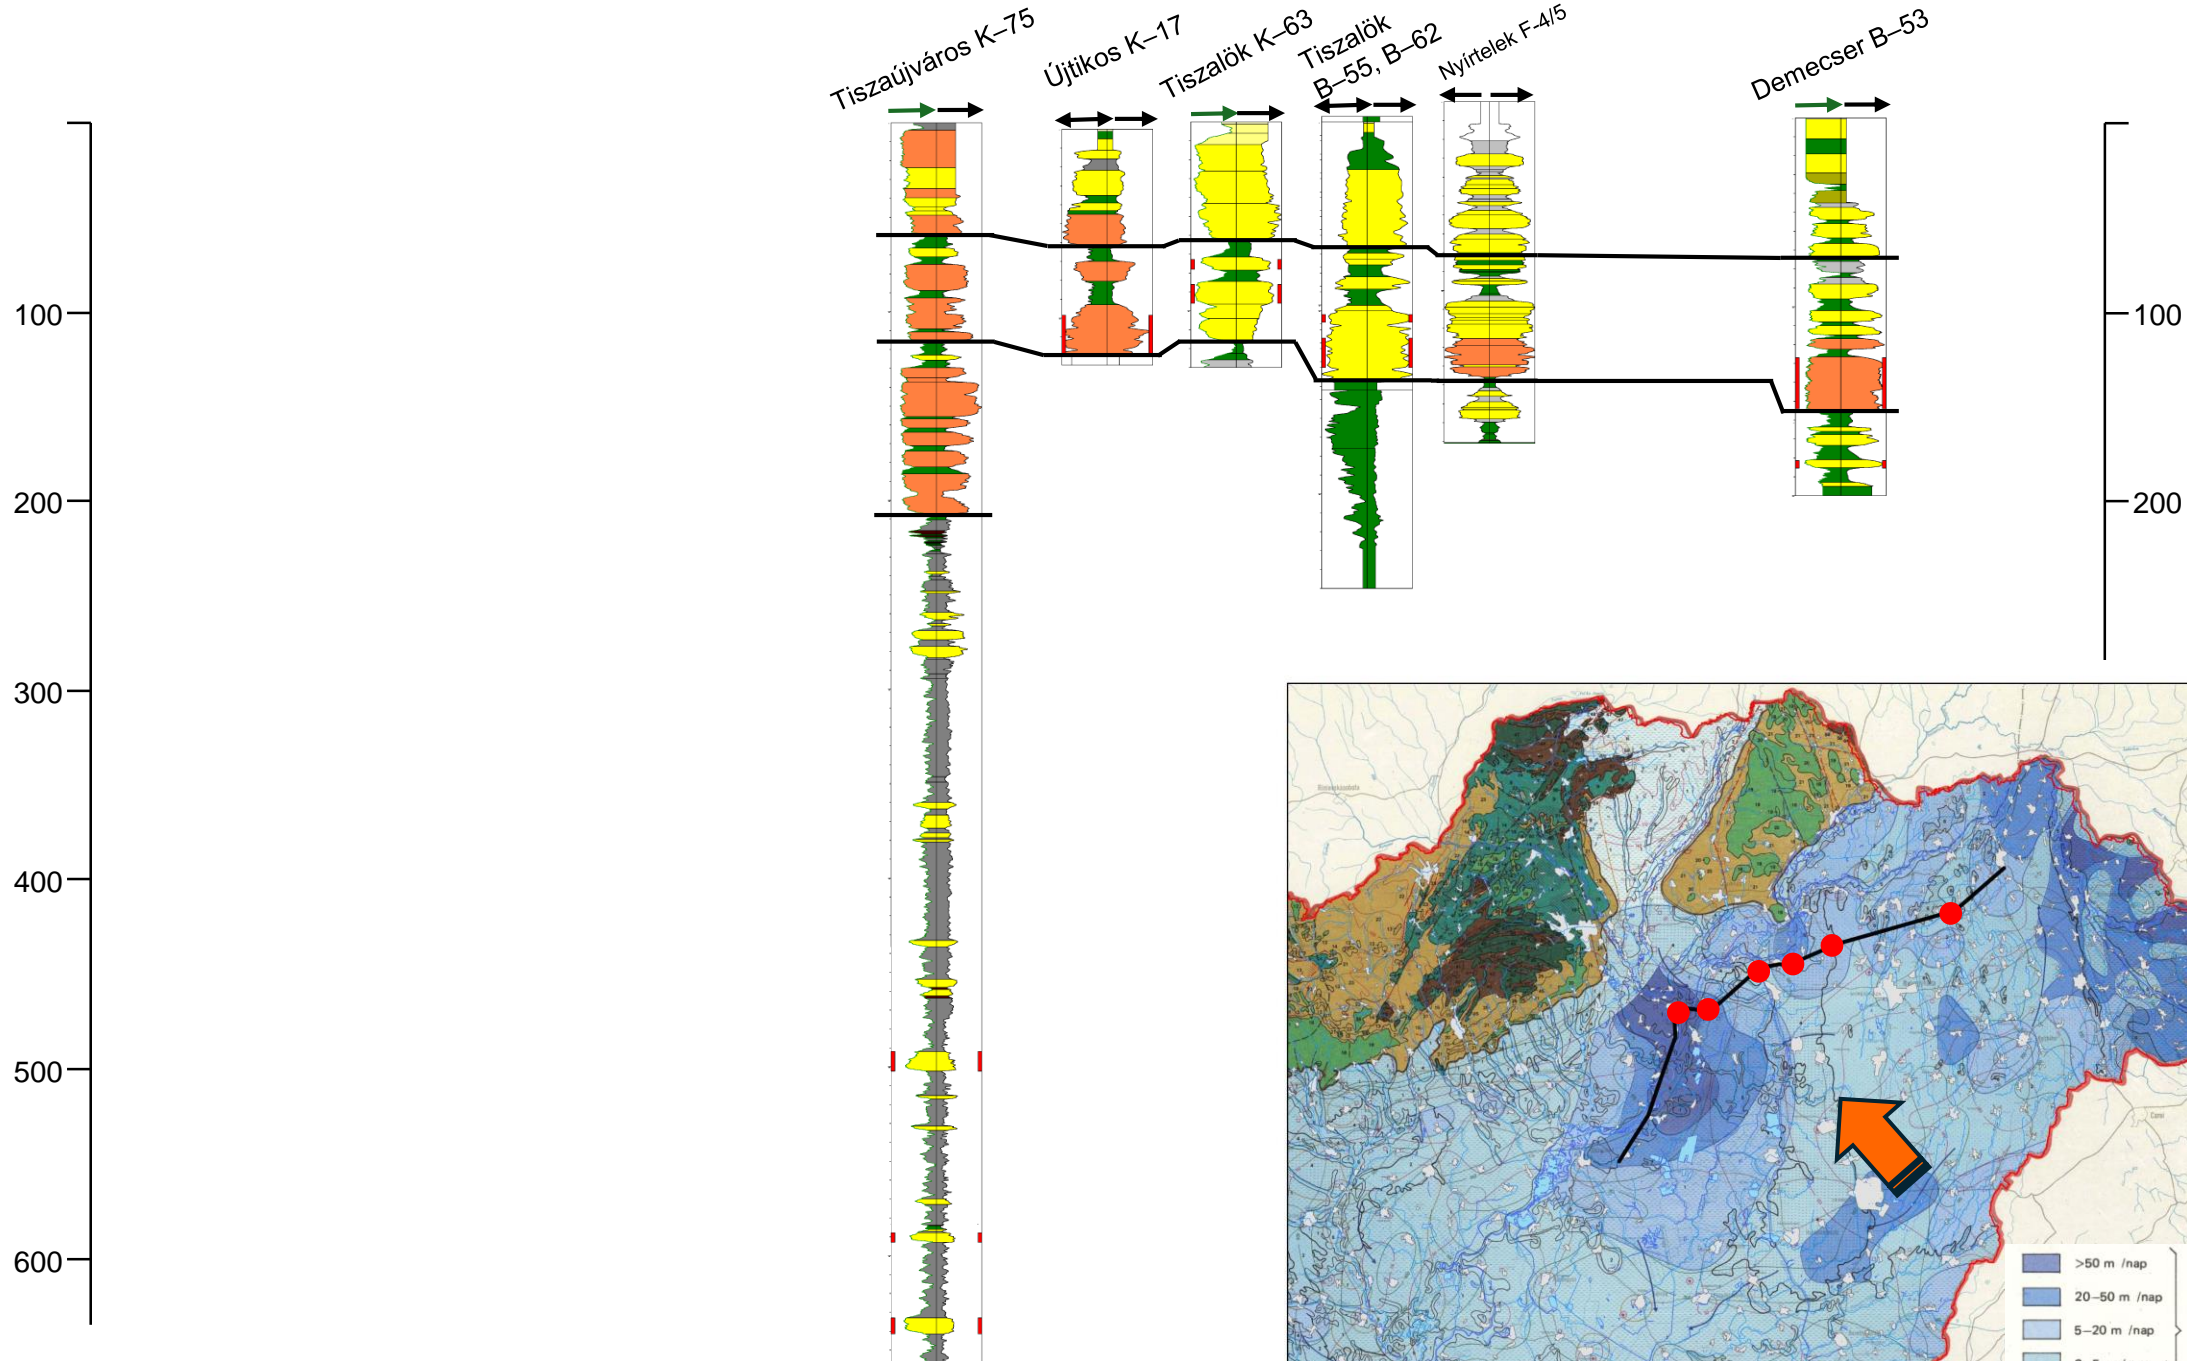 Tiszaújváros K–75
Újtikos K–17
Tiszalök K–63
Tiszalök
B–55, B–62
Nyírtelek F-4/5
Demecser B–53
100
200
300
400
500
600
100
200
>50 m /nap
20–50 m /nap
5–20 m /nap